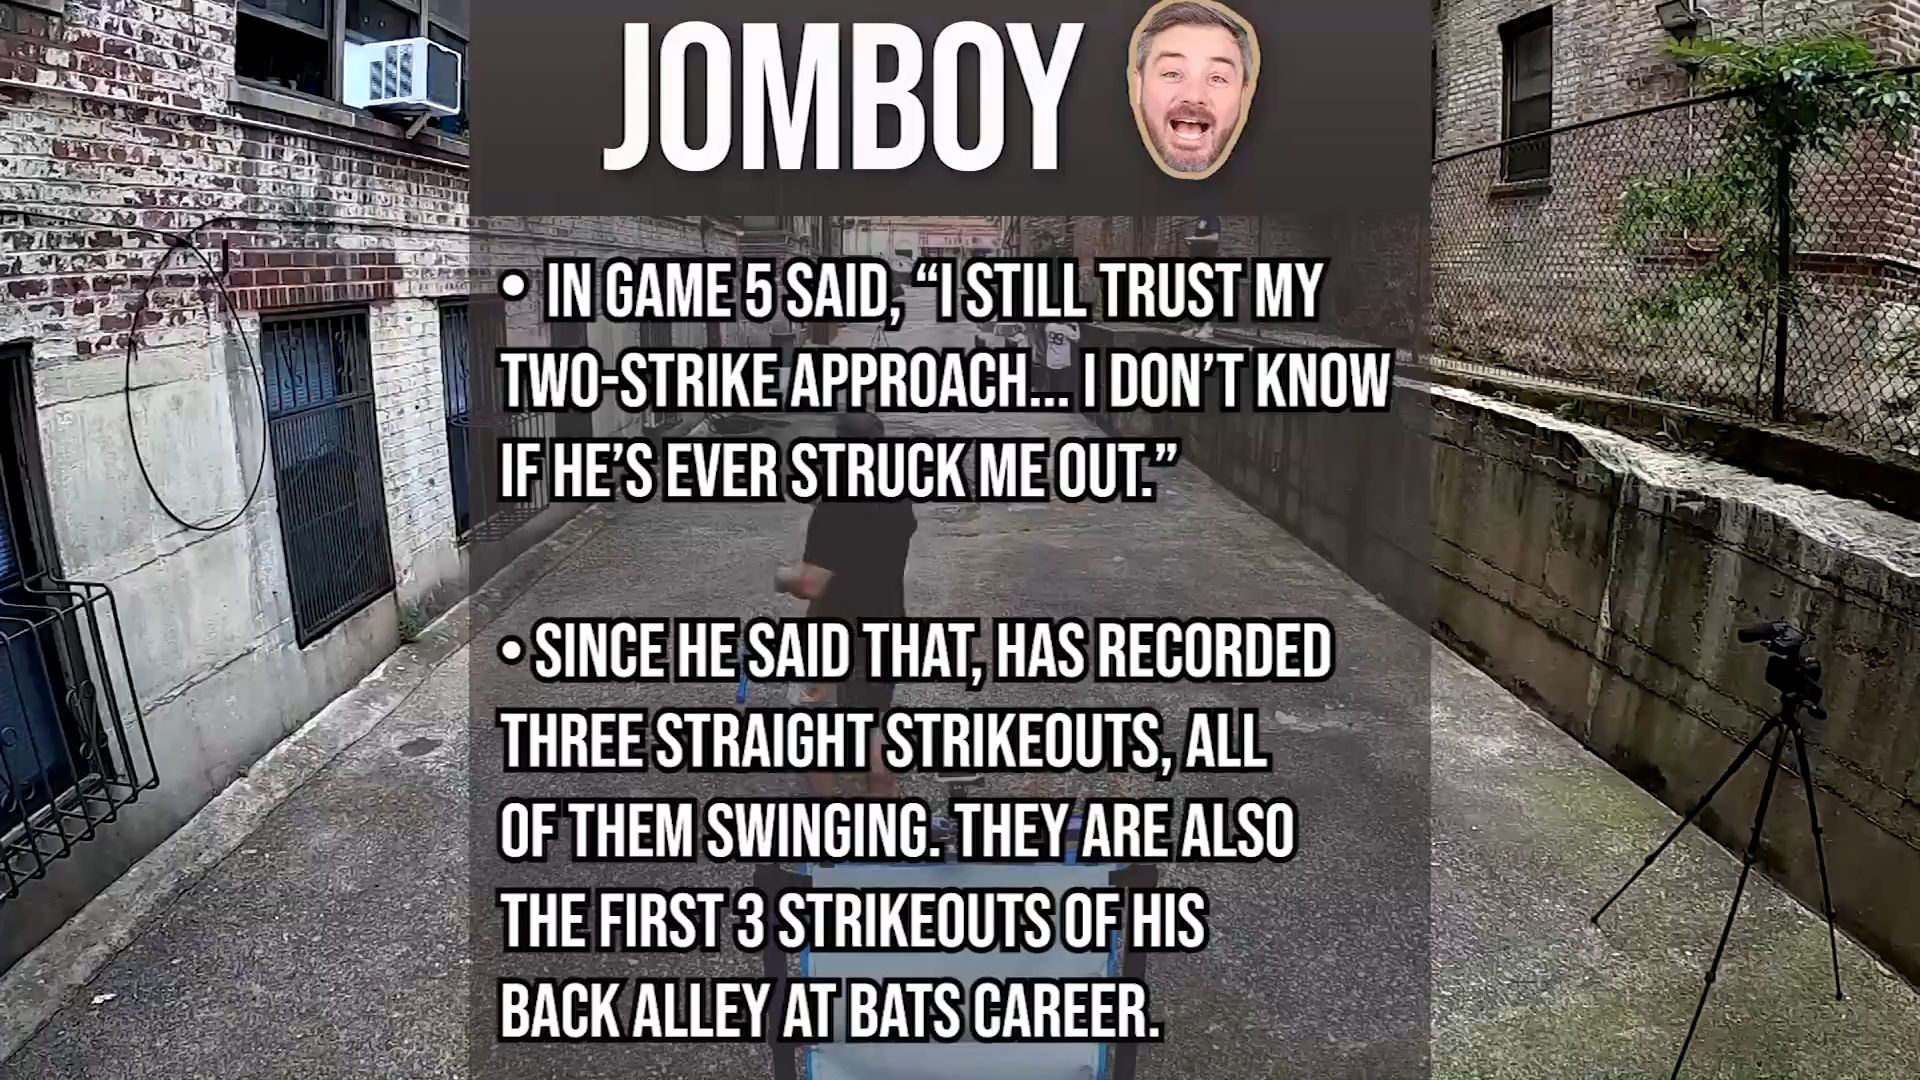 JOMBOY
• IN GAME 5 SAID, “I STILL TRUST MY
TWO-STRIKE APPROACH... I DON’T KNOW
IF HE’S EVER STRUCK ME OUT.”
• SINCE HE SAID THAT, HAS RECORDED
THREE STRAIGHT STRIKEOUTS, ALL
OF THEM SWINGING. THEY ARE ALSO
THE FIRST 3 STRIKEOUTS OF HIS
BACK ALLEY AT BATS CAREER.
99